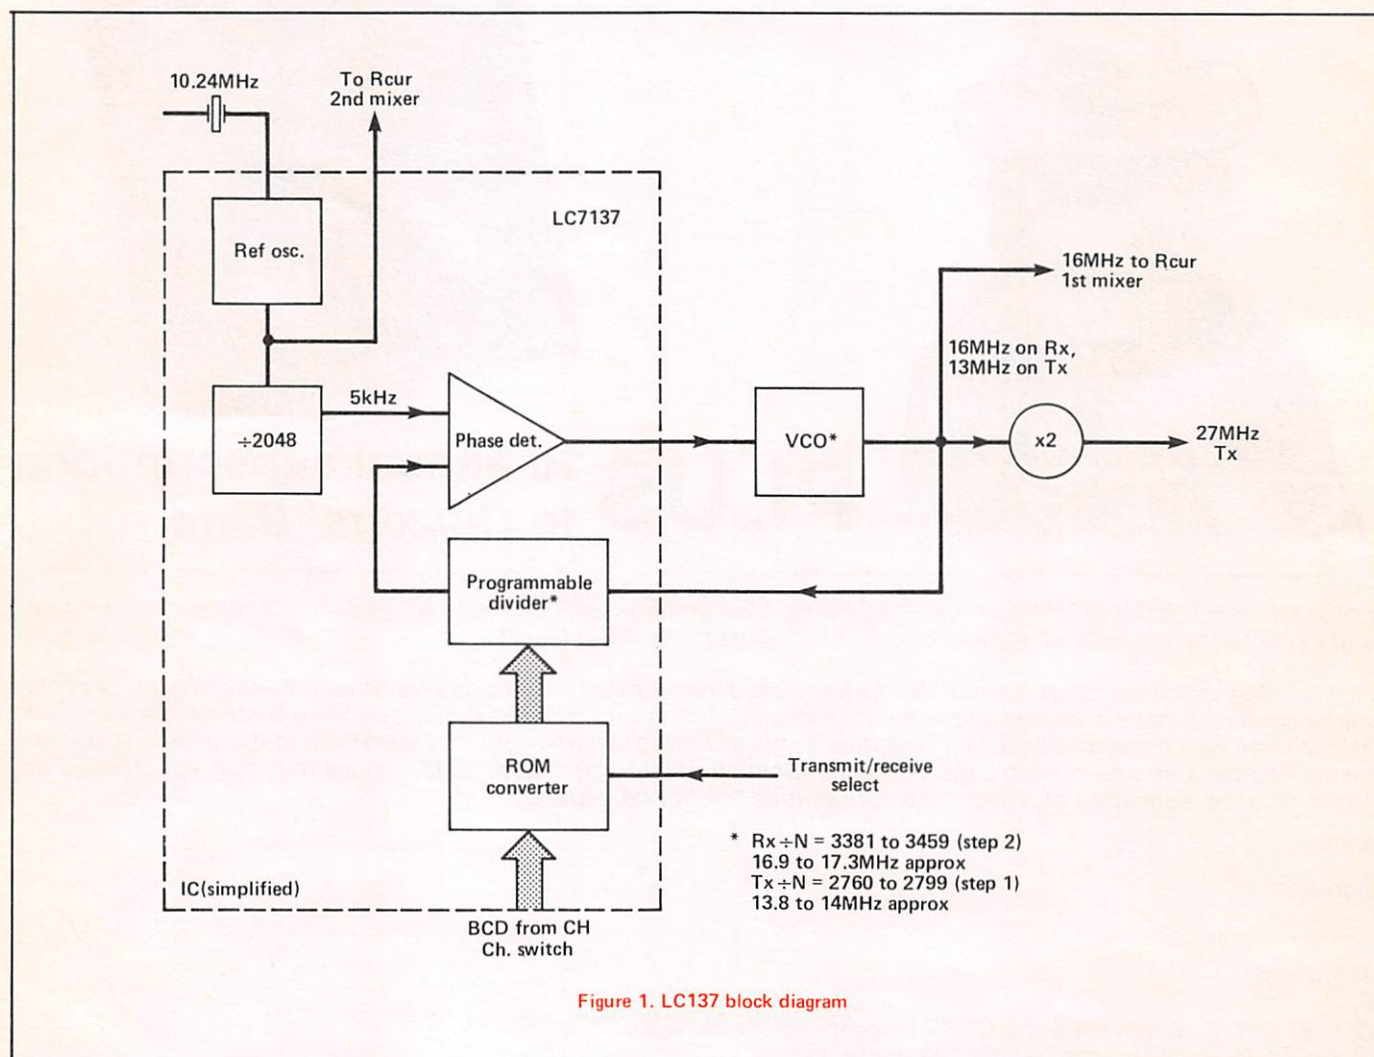 10.24MHz
To Rcur
2nd mixer
LC7137
Ref osc.
16MHz to Rcur
1st mixer
16MHz on Rx,
13MHz on Tx
5kHz
÷2048
Phase det.
VCO*
x2
27MHz
Tx
Programmable
divider*
ROM
converter
Transmit/receive
select
* Rx÷N = 3381 to 3459 (step 2)
16.9 to 17.3MHz approx
Tx÷N = 2760 to 2799 (step 1)
13.8 to 14MHz approx
IC(simplified)
BCD from CH
Ch. switch
Figure 1. LC137 block diagram